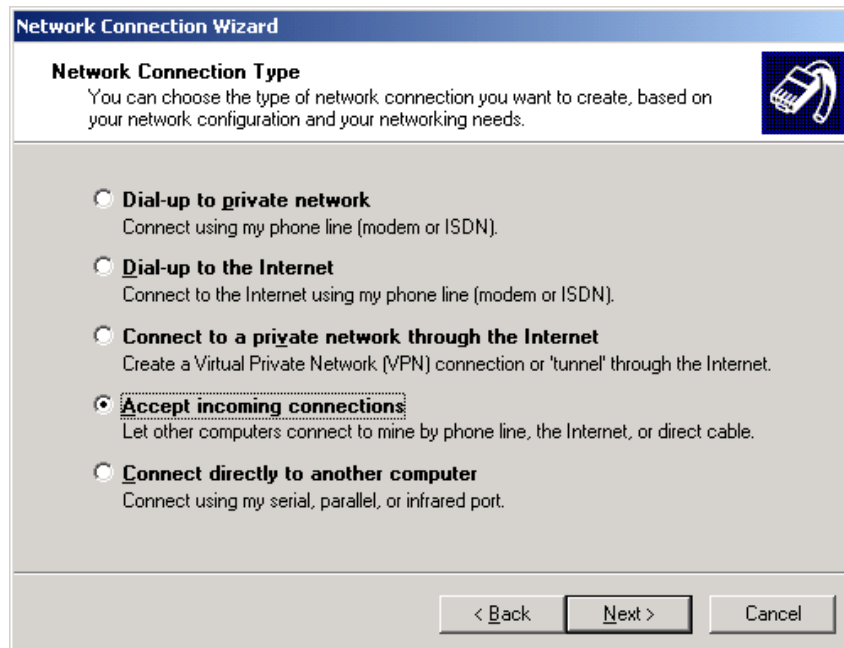 Network Connection Wizard
Network Connection Type
You can choose the type of network connection you want to create, based on
your network configuration and your networking needs.
Dial-up to private network
Connect using my phone line (modem or ISDN).
Dial-up to the Internet
Connect to the Internet using my phone line (modem or ISDN).
Connect to a private network through the Internet
Create a Virtual Private Network (VPN) connection or 'tunnel' through the Internet.
Accept incoming connections
Let other computers connect to mine by phone line, the Internet, or direct cable.
Connect directly to another computer
Connect using my serial, parallel, or infrared port.
< Back Next > Cancel